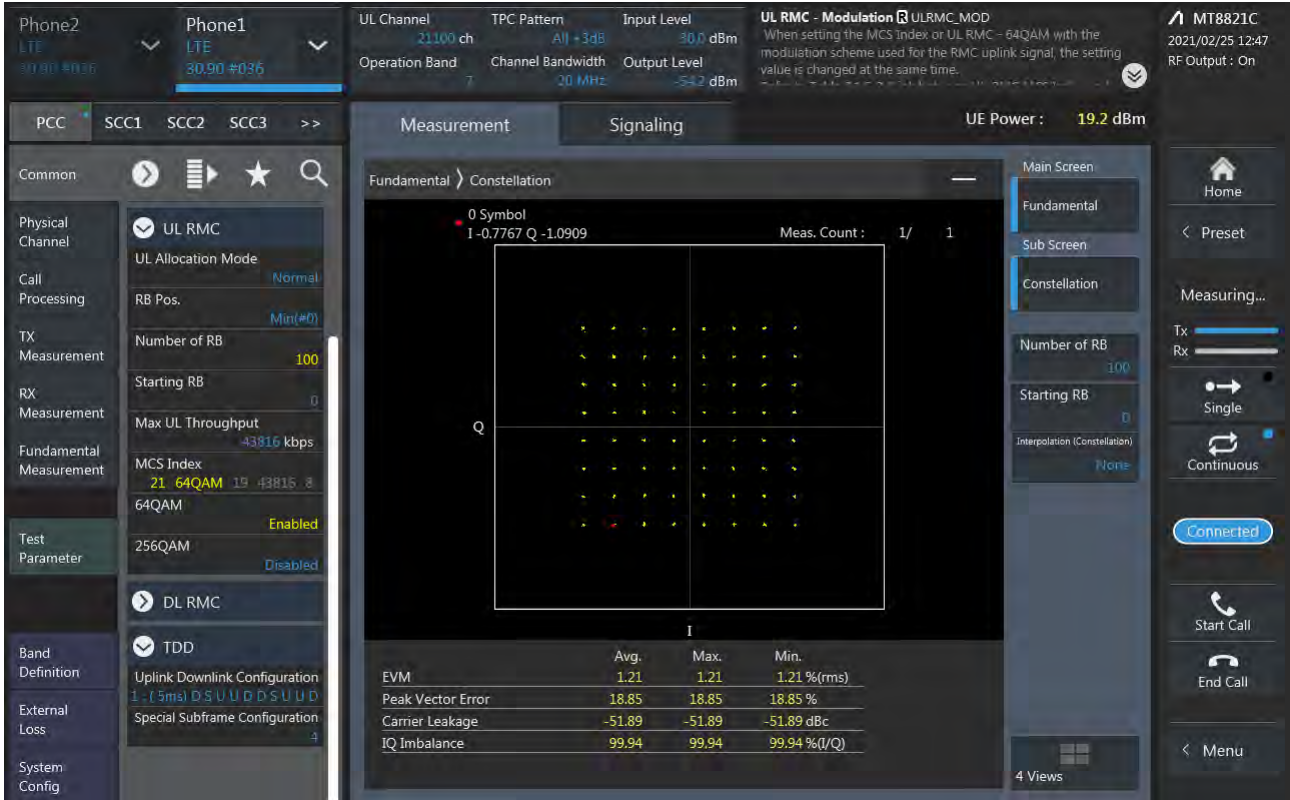 Phone2
LTE
30.90 #036
Phone1
LTE
30.90 #036
UL Channel
21100 ch
Operation Band
7
TPC Pattern
All +3dB
Channel Bandwidth
20 MHz
Input Level
30.0 dBm
Output Level
-54.2 dBm
UL RMC - Modulation R ULRMC_MOD
When setting the MCS Index or UL RMC - 64QAM with the
modulation scheme used for the RMC uplink signal, the setting
value is changed at the same time.
MT8821C
2021/02/25 12:47
RF Output : On
PCC SCC1 SCC2 SCC3 >>
Measurement Signaling
UE Power : 19.2 dBm
Common
Physical
Channel
Call
Processing
TX
Measurement
RX
Measurement
Fundamental
Measurement
Test
Parameter
Band
Definition
External
Loss
System
Config
UL RMC
UL Allocation Mode
Normal
RB Pos.
Min(#0)
Number of RB
100
Starting RB
0
Max UL Throughput
43816 kbps
MCS Index
21 64QAM 19 43816 8
64QAM
Enabled
256QAM
Disabled
DL RMC
TDD
Uplink Downlink Configuration
1 : ( 5ms) D S U U D D S U U D
Special Subframe Configuration
4
Fundamental > Constellation
0 Symbol
I -0.7767 Q -1.0909
Meas. Count : 1/ 1
Q
I
Avg. Max. Min.
EVM 1.21 1.21 1.21 %(rms)
Peak Vector Error 18.85 18.85 18.85 %
Carrier Leakage -51.89 -51.89 -51.89 dBc
IQ Imbalance 99.94 99.94 99.94 %(I/Q)
Main Screen
Fundamental
Sub Screen
Constellation
Number of RB
100
Starting RB
0
Interpolation (Constellation)
None
4 Views
Home
< Preset
Measuring...
Tx
Rx
Single
Continuous
Connected
Start Call
End Call
< Menu